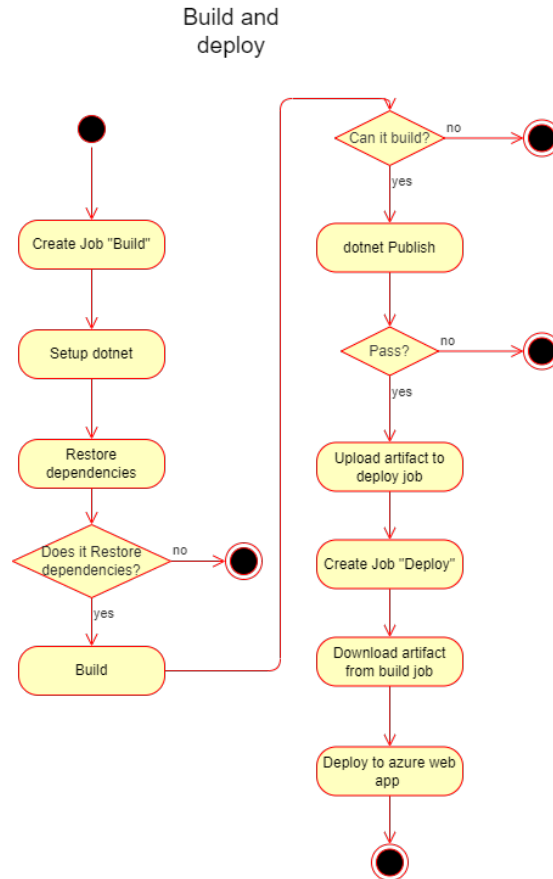 Build and
deploy
Create Job "Build"
Setup dotnet
Restore
dependencies
Does it Restore
dependencies?
no
yes
Build
Can it build?
no
yes
dotnet Publish
Pass?
no
yes
Upload artifact to
deploy job
Create Job "Deploy"
Download artifact
from build job
Deploy to azure web
app